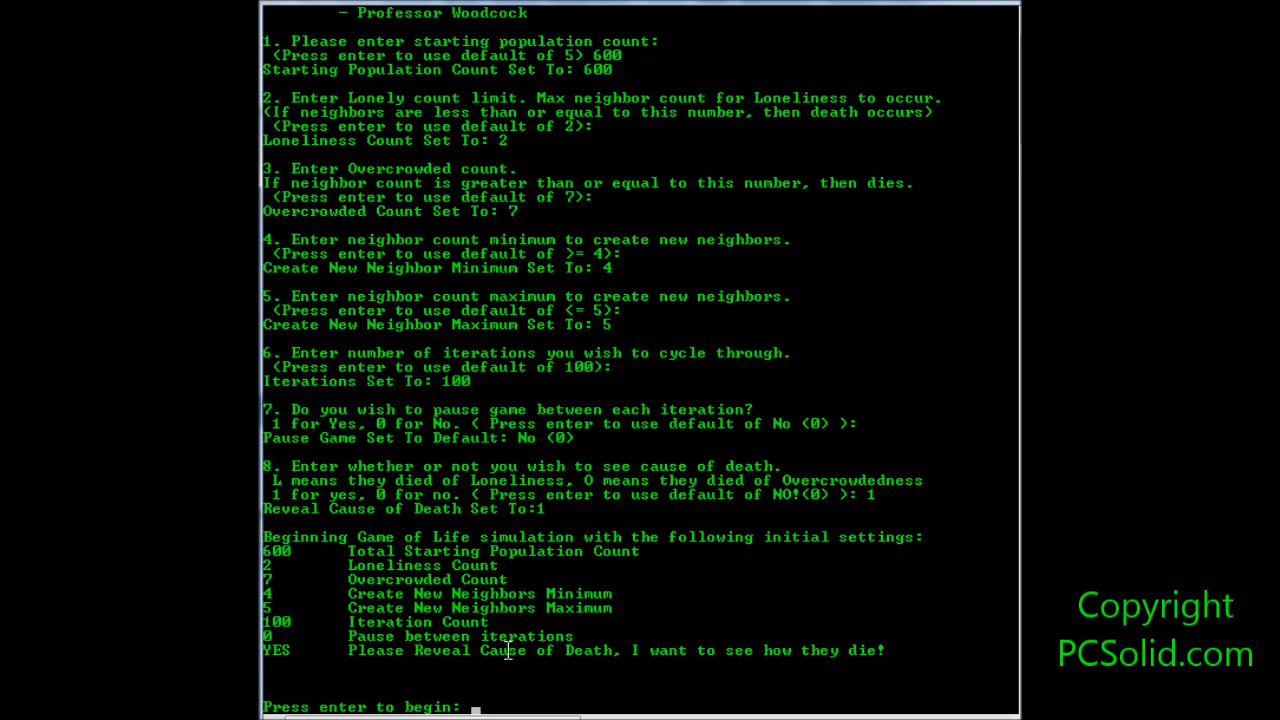 - Professor Woodcock
1. Please enter starting population count:
(Press enter to use default of 5) 600
Starting Population Count Set To: 600
2. Enter Lonely count limit. Max neighbor count for Loneliness to occur.
(If neighbors are less than or equal to this number, then death occurs)
(Press enter to use default of 2):
Loneliness Count Set To: 2
3. Enter Overcrowded count.
If neighbor count is greater than or equal to this number, then dies.
(Press enter to use default of 7):
Overcrowded Count Set To: 7
4. Enter neighbor count minimum to create new neighbors.
(Press enter to use default of >= 4):
Create New Neighbor Minimum Set To: 4
5. Enter neighbor count maximum to create new neighbors.
(Press enter to use default of <= 5):
Create New Neighbor Maximum Set To: 5
6. Enter number of iterations you wish to cycle through.
(Press enter to use default of 100):
Iterations Set To: 100
7. Do you wish to pause game between each iteration?
1 for Yes, 0 for No. ( Press enter to use default of No (0) ):
Pause Game Set To Default: No (0)
8. Enter whether or not you wish to see cause of death.
L means they died of Loneliness, O means they died of Overcrowdedness
1 for yes, 0 for no. ( Press enter to use default of NO!(0) ): 1
Reveal Cause of Death Set To:1
Beginning Game of Life simulation with the following initial settings:
600 Total Starting Population Count
2 Loneliness Count
7 Overcrowded Count
4 Create New Neighbors Minimum
5 Create New Neighbors Maximum
100 Iteration Count
0 Pause between iterations
YES Please Reveal Cause of Death, I want to see how they die!
Press enter to begin:
Copyright
PCSolid.com